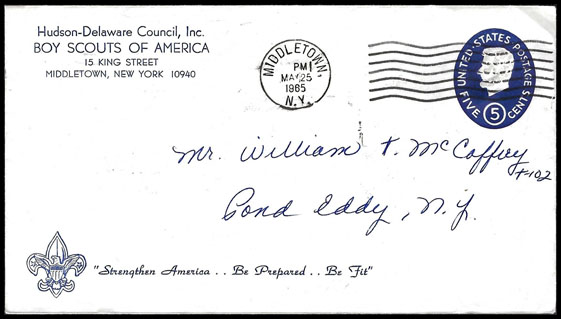 Hudson-Delaware Council, Inc.
BOY SCOUTS OF AMERICA
15 KING STREET
MIDDLETOWN, NEW YORK 10940
MIDDLETOWN,
PM
MAY 25
1965
N.Y.
UNITED STATES POSTAGE
FIVE 5 CENTS
Mr. William T. McCaffrey
Pond Eddy, N.Y.
"Strengthen America . . Be Prepared . . Be Fit"